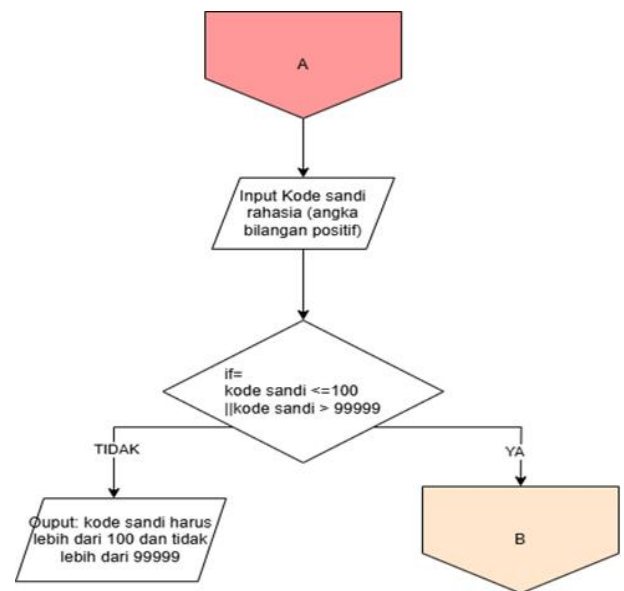 A
Input Kode sandi
rahasia (angka
bilangan positif)
if=
kode sandi <=100
||kode sandi > 99999
TIDAK
YA
Ouput: kode sandi harus
lebih dari 100 dan tidak
lebih dari 99999
B